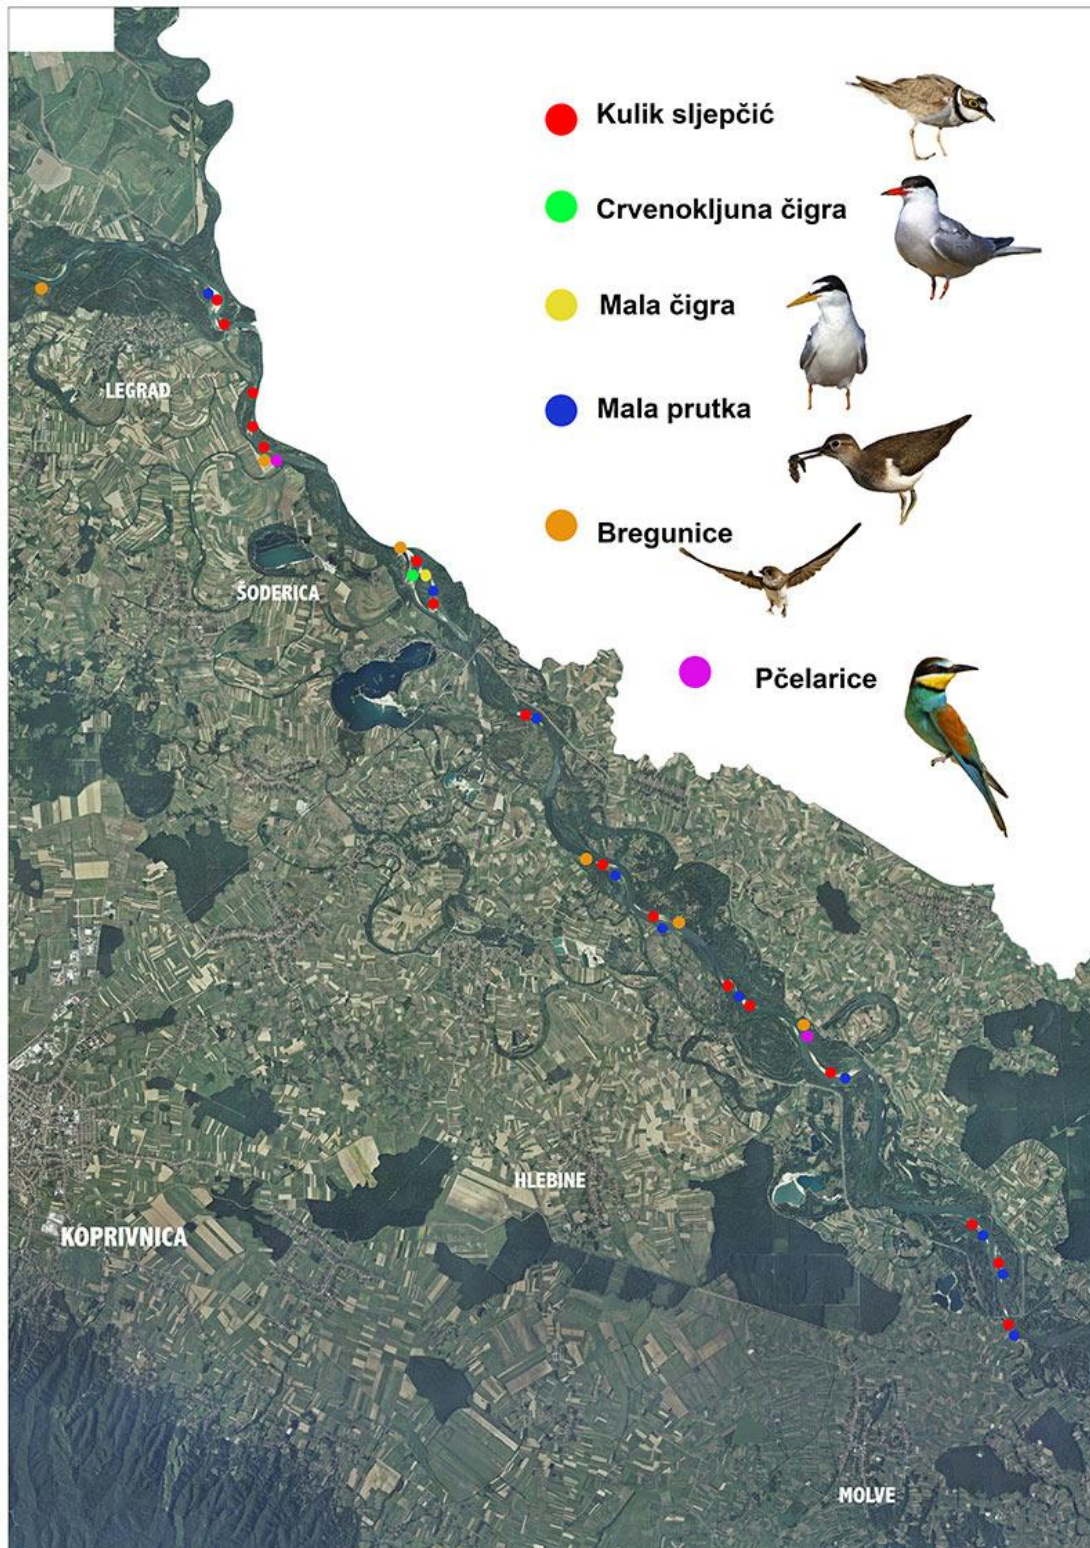 Kulik sljepčić
Crvenokljuna čigra
Mala čigra
Mala prutka
Bregunice
Pčelarice
LEGRAD
ŠODERICA
HLEBINE
KOPRIVNICA
MOLVE